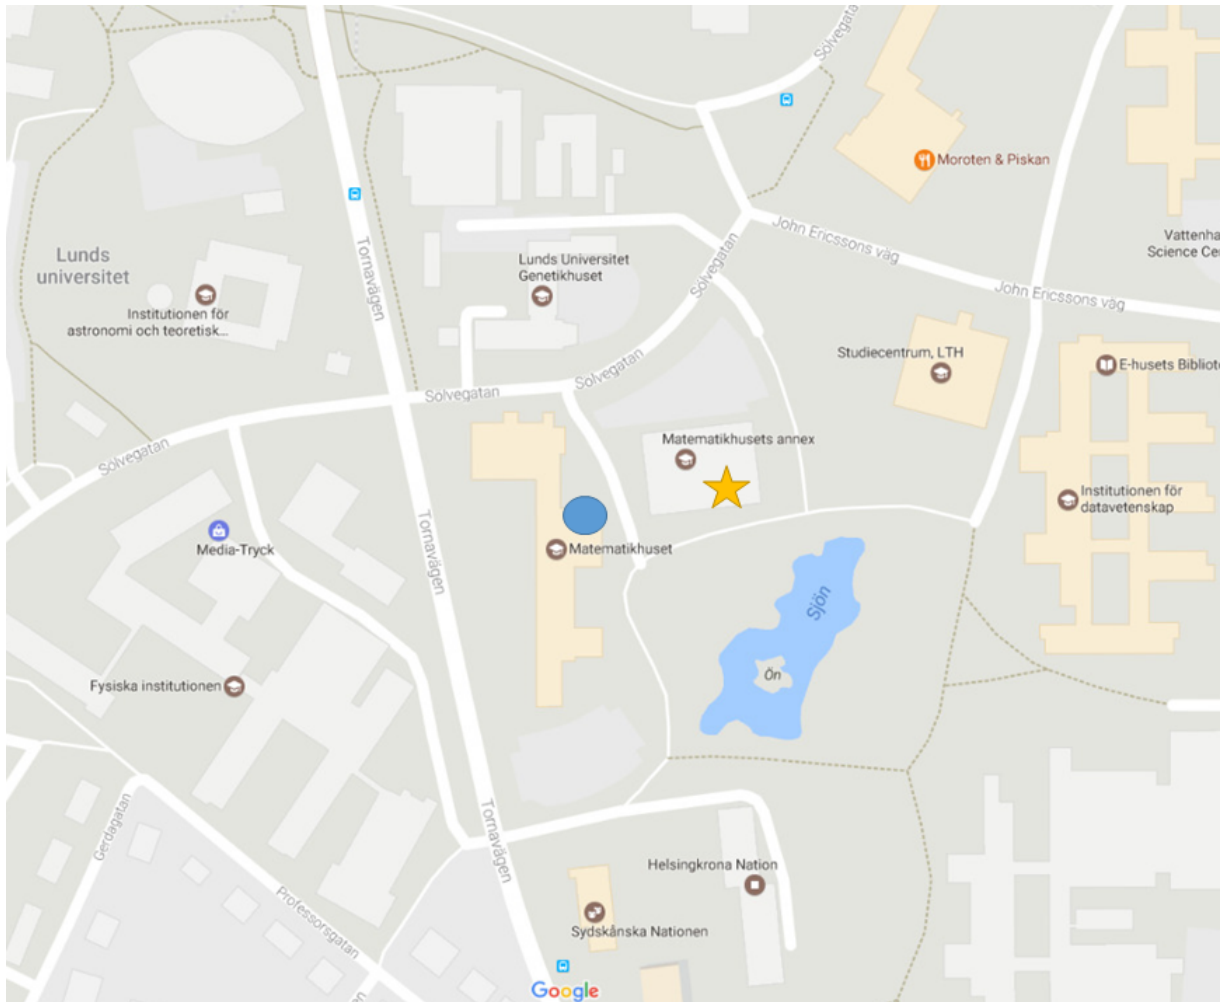 Sölvegatan
Moroten & Piskan
John Ericssons väg
Vattenha
Science Cer
Lunds
universitet
Tornavägen
Lunds Universitet
Genetikhuset
Sölvegatan
John Ericssons väg
Institutionen för
astronomi och teoretisk...
Studiecentrum, LTH
E-husets Bibliote
Sölvegatan
Sölvegatan
Matematikhusets annex
Sölvegatan
Institutionen för
datavetenskap
Media-Tryck
Tornavägen
Matematikhuset
Sjön
Ön
Fysiska institutionen
Gerdagatan
Tornavägen
Helsingkrona Nation
Professorsgatan
Sydskånska Nationen
Google